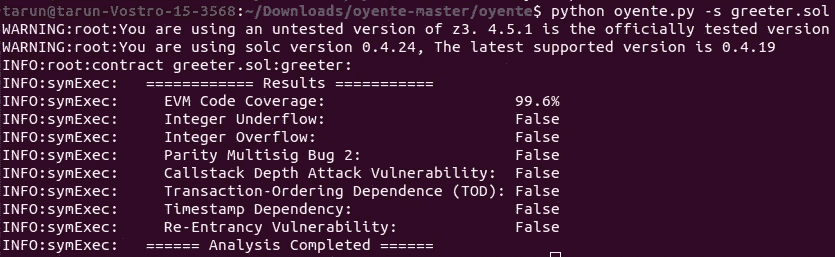 tarun@tarun-Vostro-15-3568:~/Downloads/oyente-master/oyente$ python oyente.py -s greeter.sol
WARNING:root:You are using an untested version of z3. 4.5.1 is the officially tested version
WARNING:root:You are using solc version 0.4.24, The latest supported version is 0.4.19
INFO:root:contract greeter.sol:greeter:
INFO:symExec:   ============ Results ===========
INFO:symExec:     EVM Code Coverage:                     99.6%
INFO:symExec:     Integer Underflow:                     False
INFO:symExec:     Integer Overflow:                      False
INFO:symExec:     Parity Multisig Bug 2:                 False
INFO:symExec:     Callstack Depth Attack Vulnerability:  False
INFO:symExec:     Transaction-Ordering Dependence (TOD): False
INFO:symExec:     Timestamp Dependency:                  False
INFO:symExec:     Re-Entrancy Vulnerability:             False
INFO:symExec:   ====== Analysis Completed ======